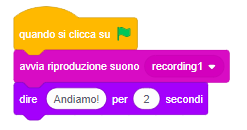 quando si clicca su
avvia riproduzione suono recording1
dire Andiamo! per 2 secondi